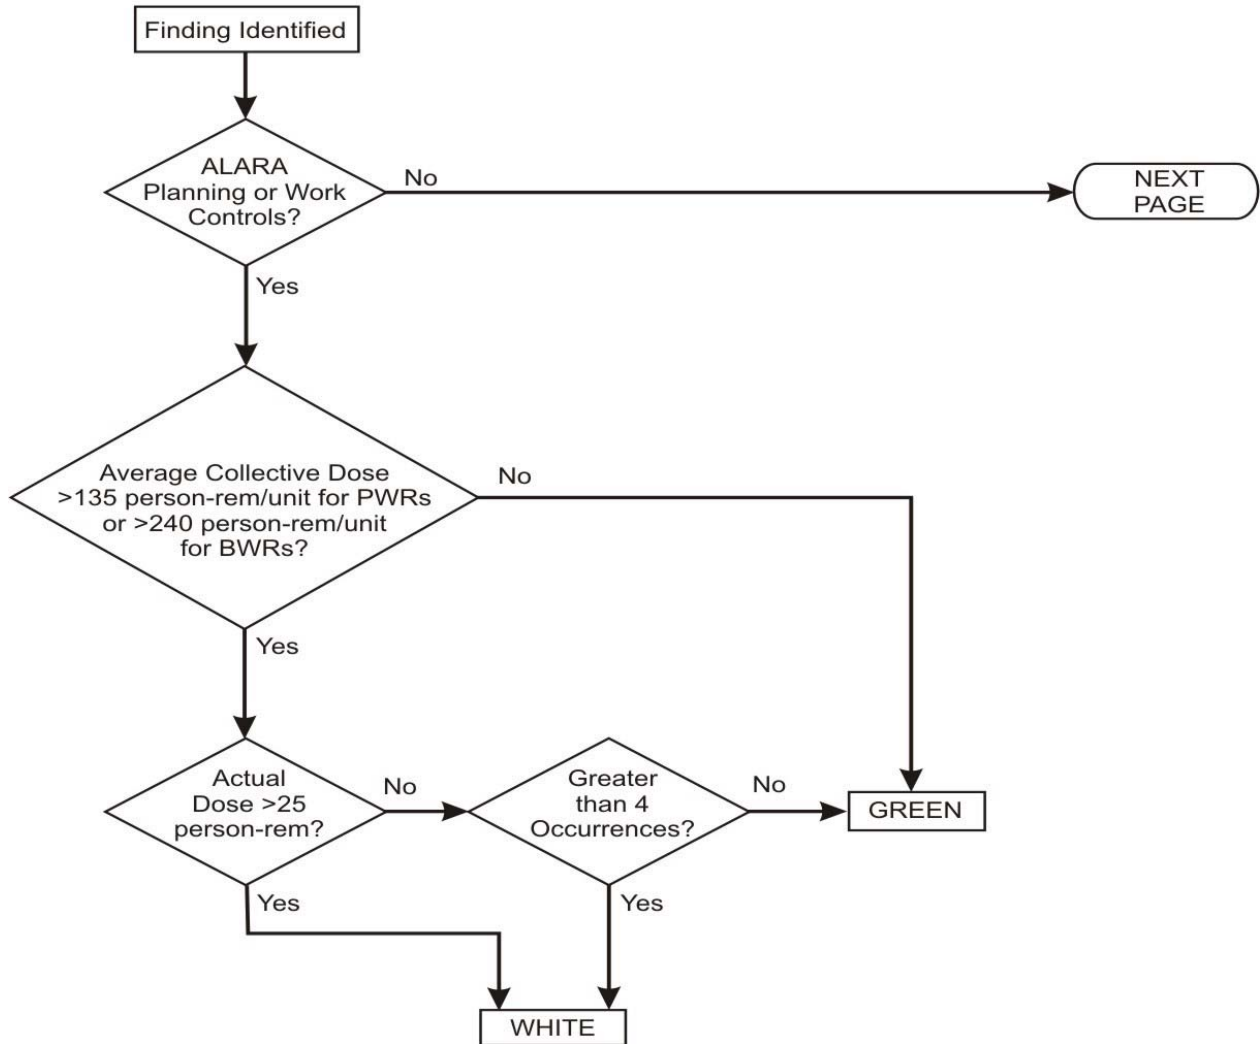 Finding Identified
ALARA
Planning or Work
Controls?
No
NEXT
PAGE
Yes
Average Collective Dose
>135 person-rem/unit for PWRs
or >240 person-rem/unit
for BWRs?
No
Yes
Actual
Dose >25
person-rem?
No
Greater
than 4
Occurrences?
No
GREEN
Yes
Yes
WHITE